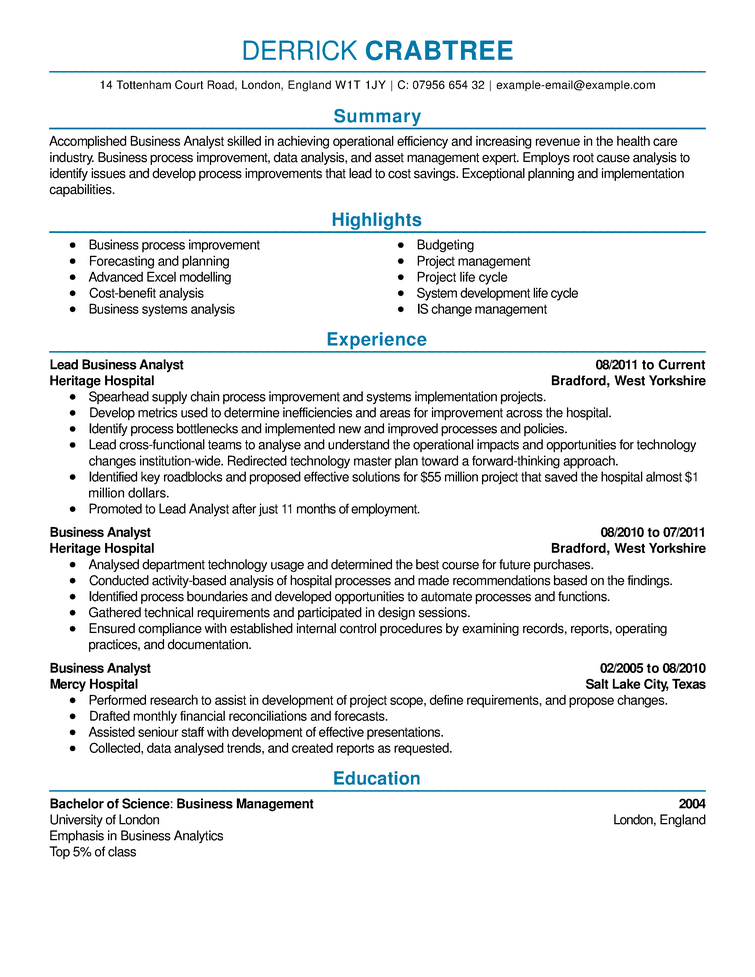 DERRICK CRABTREE
14 Tottenham Court Road, London, England W1T 1JY | C: 07956 654 32 | example-email@example.com
Summary
Accomplished Business Analyst skilled in achieving operational efficiency and increasing revenue in the health care
industry. Business process improvement, data analysis, and asset management expert. Employs root cause analysis to
identify issues and develop process improvements that lead to cost savings. Exceptional planning and implementation
capabilities.
Highlights
• Business process improvement
• Forecasting and planning
• Advanced Excel modelling
• Cost-benefit analysis
• Business systems analysis
• Budgeting
• Project management
• Project life cycle
• System development life cycle
• IS change management
Experience
Lead Business Analyst 08/2011 to Current
Heritage Hospital Bradford, West Yorkshire
• Spearhead supply chain process improvement and systems implementation projects.
• Develop metrics used to determine inefficiencies and areas for improvement across the hospital.
• Identify process bottlenecks and implemented new and improved processes and policies.
• Lead cross-functional teams to analyse and understand the operational impacts and opportunities for technology
changes institution-wide. Redirected technology master plan toward a forward-thinking approach.
• Identified key roadblocks and proposed effective solutions for $55 million project that saved the hospital almost $1
million dollars.
• Promoted to Lead Analyst after just 11 months of employment.
Business Analyst 08/2010 to 07/2011
Heritage Hospital Bradford, West Yorkshire
• Analysed department technology usage and determined the best course for future purchases.
• Conducted activity-based analysis of hospital processes and made recommendations based on the findings.
• Identified process boundaries and developed opportunities to automate processes and functions.
• Gathered technical requirements and participated in design sessions.
• Ensured compliance with established internal control procedures by examining records, reports, operating
practices, and documentation.
Business Analyst 02/2005 to 08/2010
Mercy Hospital Salt Lake City, Texas
• Performed research to assist in development of project scope, define requirements, and propose changes.
• Drafted monthly financial reconciliations and forecasts.
• Assisted seniour staff with development of effective presentations.
• Collected, data analysed trends, and created reports as requested.
Education
Bachelor of Science: Business Management 2004
University of London London, England
Emphasis in Business Analytics
Top 5% of class